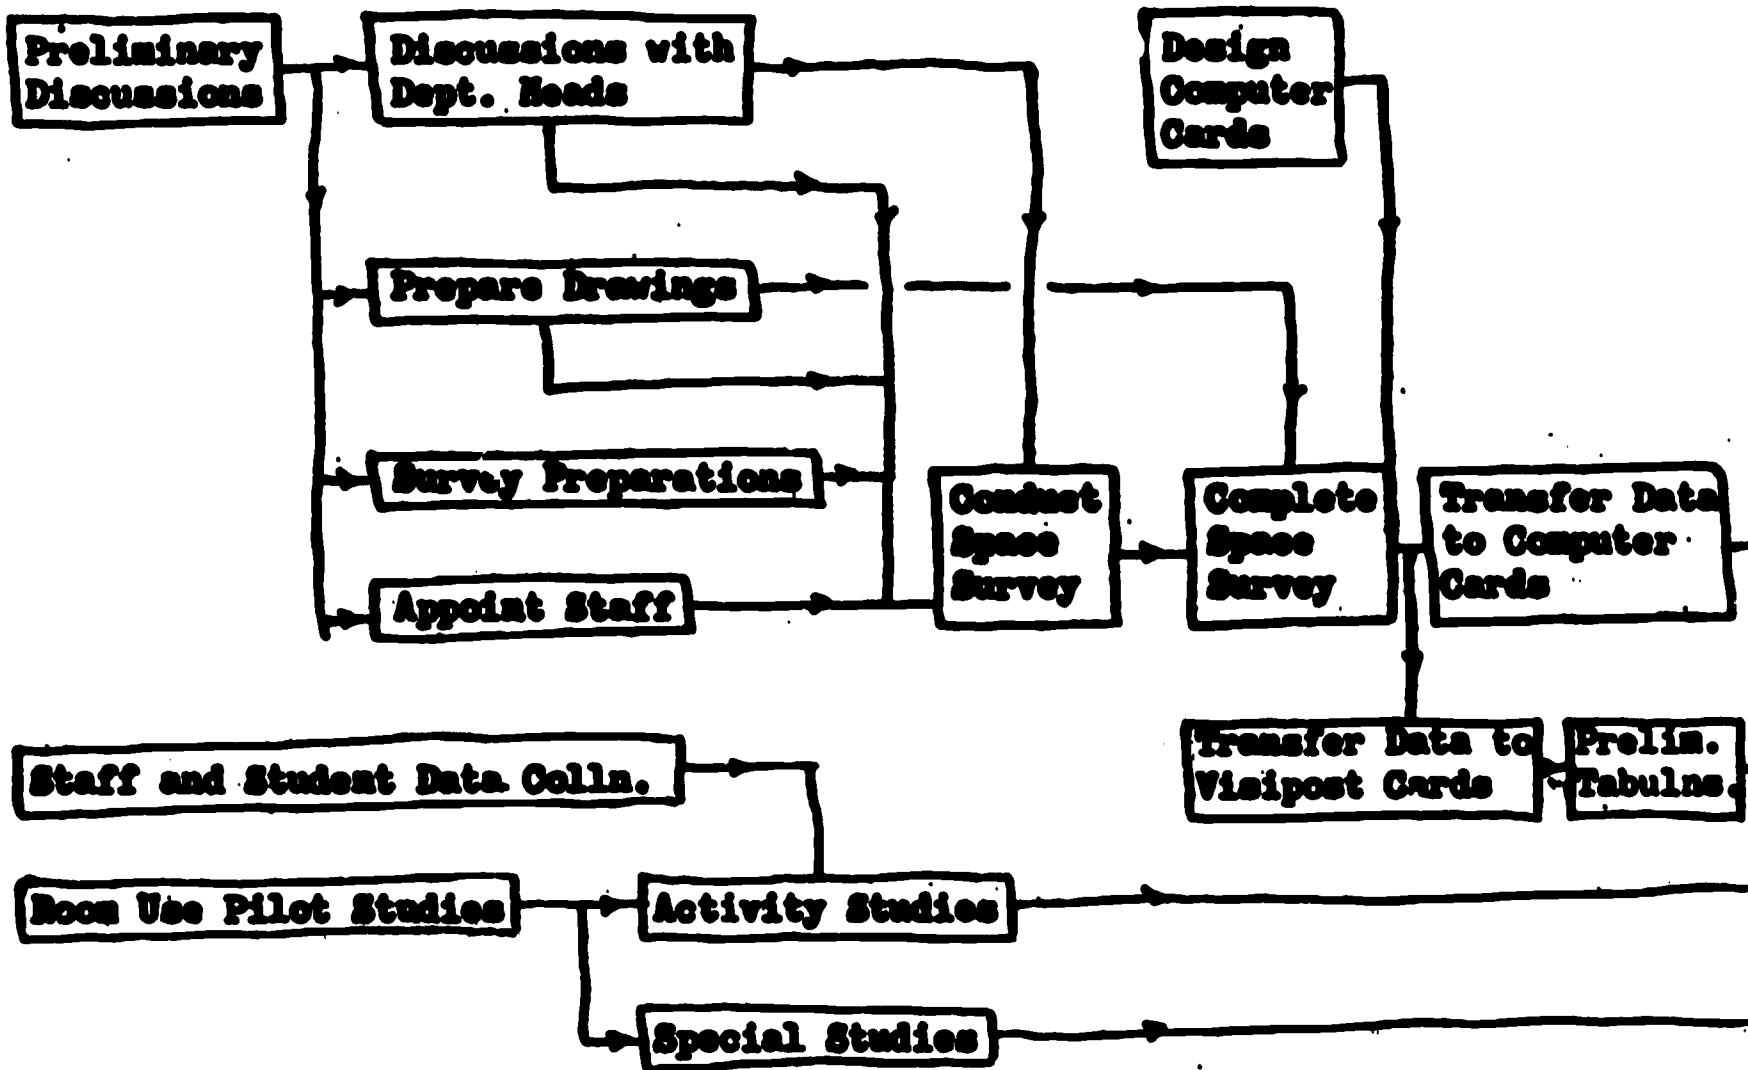 Preliminary
Discussions
Discussions with
Dept. Heads
Design
Computer
Cards
Prepare Drawings
Survey Preparations
Appoint Staff
Conduct
Space
Survey
Complete
Space
Survey
Transfer Data
to Computer
Cards
Transfer Data to
Visipost Cards
Prelim.
Tabulns.
Staff and Student Data Colln.
Room Use Pilot Studies
Activity Studies
Special Studies